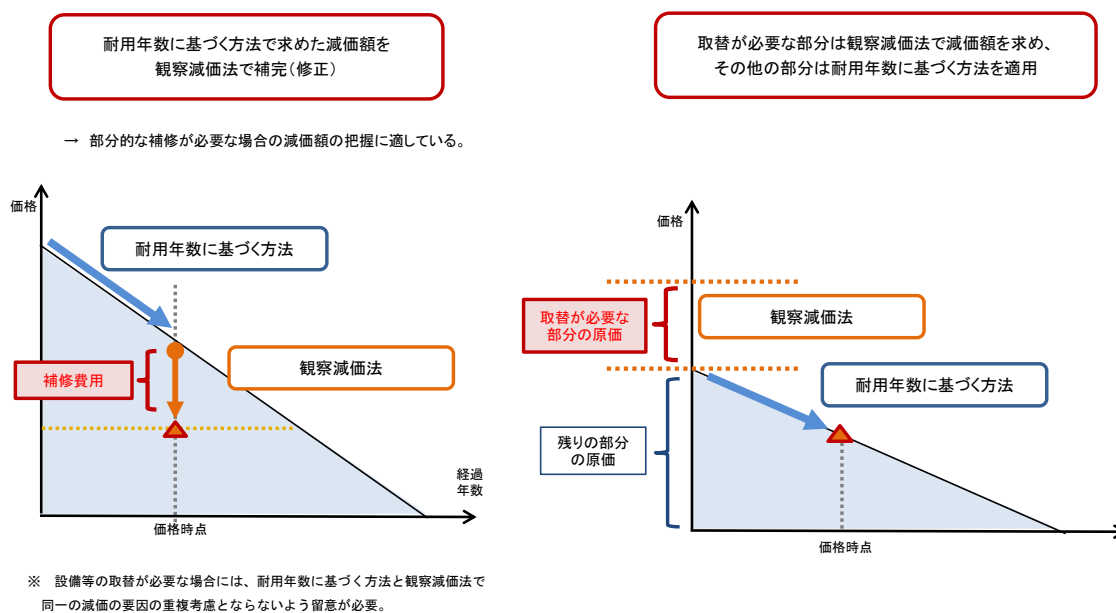 耐用年数に基づく方法で求めた減価額を
観察減価法で補完(修正)
→ 部分的な補修が必要な場合の減価額の把握に適している。
価格
耐用年数に基づく方法
観察減価法
補修費用
経過
年数
価格時点
※ 設備等の取替が必要な場合には、耐用年数に基づく方法と観察減価法で
同一の減価の要因の重複考慮とならないよう留意が必要。
取替が必要な部分は観察減価法で減価額を求め、
その他の部分は耐用年数に基づく方法を適用
価格
取替が必要な
部分の原価
観察減価法
耐用年数に基づく方法
残りの部分
の原価
価格時点